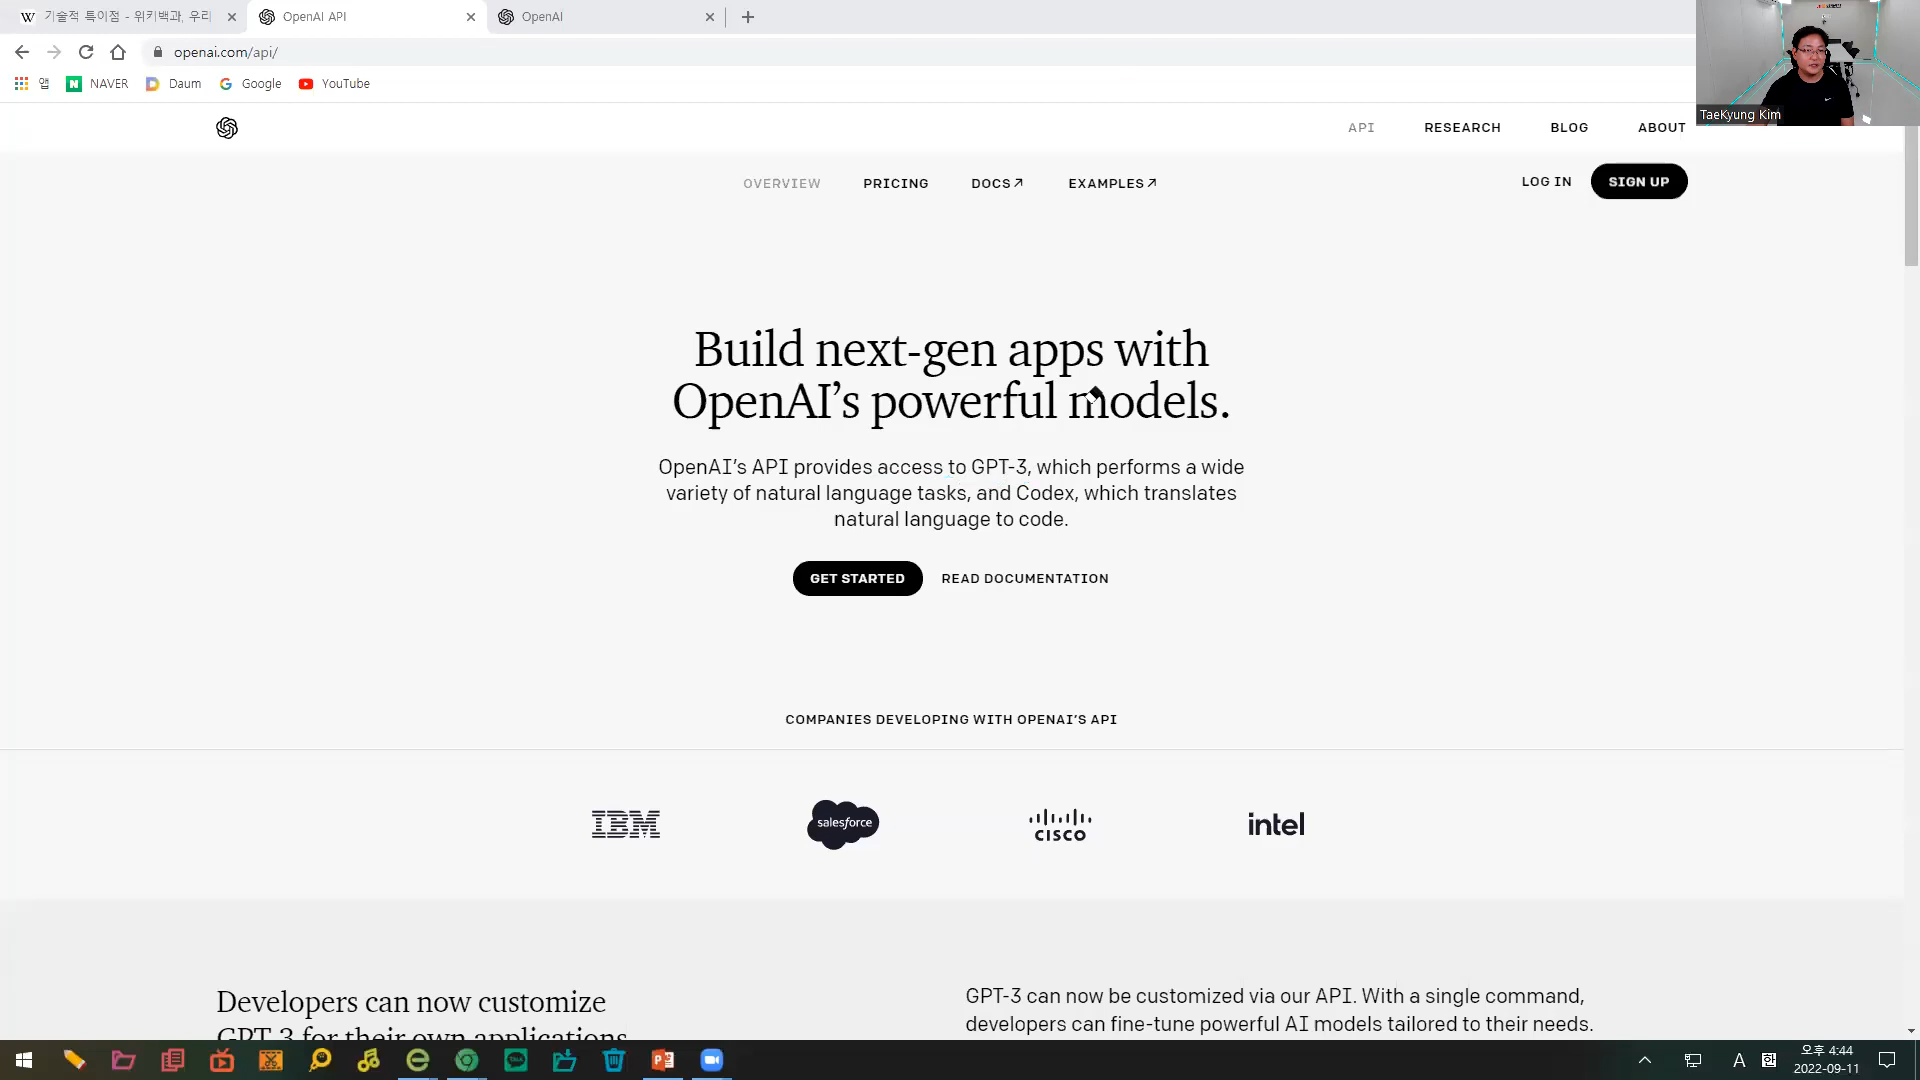 기술적 특이점 - 위키백과, 우리
OpenAI API
OpenAI
openai.com/api/
앱
NAVER
Daum
Google
YouTube
TaeKyung Kim
API
RESEARCH
BLOG
ABOUT
OVERVIEW
PRICING
DOCS↗
EXAMPLES↗
LOG IN
SIGN UP
Build next-gen apps with
OpenAI’s powerful models.
OpenAI’s API provides access to GPT-3, which performs a wide
variety of natural language tasks, and Codex, which translates
natural language to code.
GET STARTED
READ DOCUMENTATION
COMPANIES DEVELOPING WITH OPENAI’S API
IBM
salesforce
CISCO
intel
Developers can now customize
GPT-3 for their own applications.
GPT-3 can now be customized via our API. With a single command,
developers can fine-tune powerful AI models tailored to their needs.
A
오후 4:44
2022-09-11